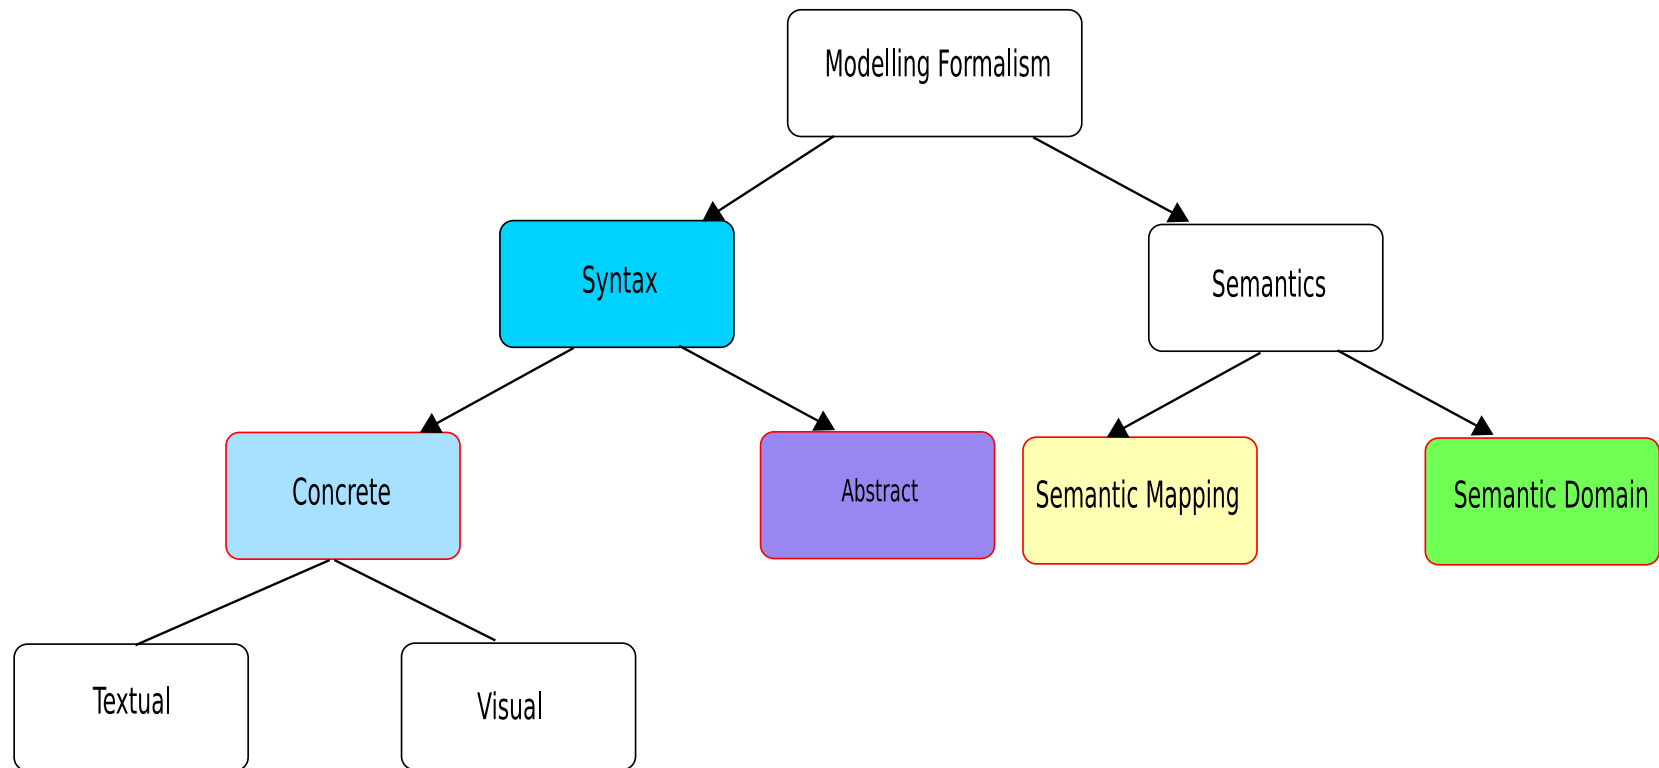 Modelling Formalism
Syntax
Semantics
Concrete
Abstract
Semantic Mapping
Semantic Domain
Textual
Visual